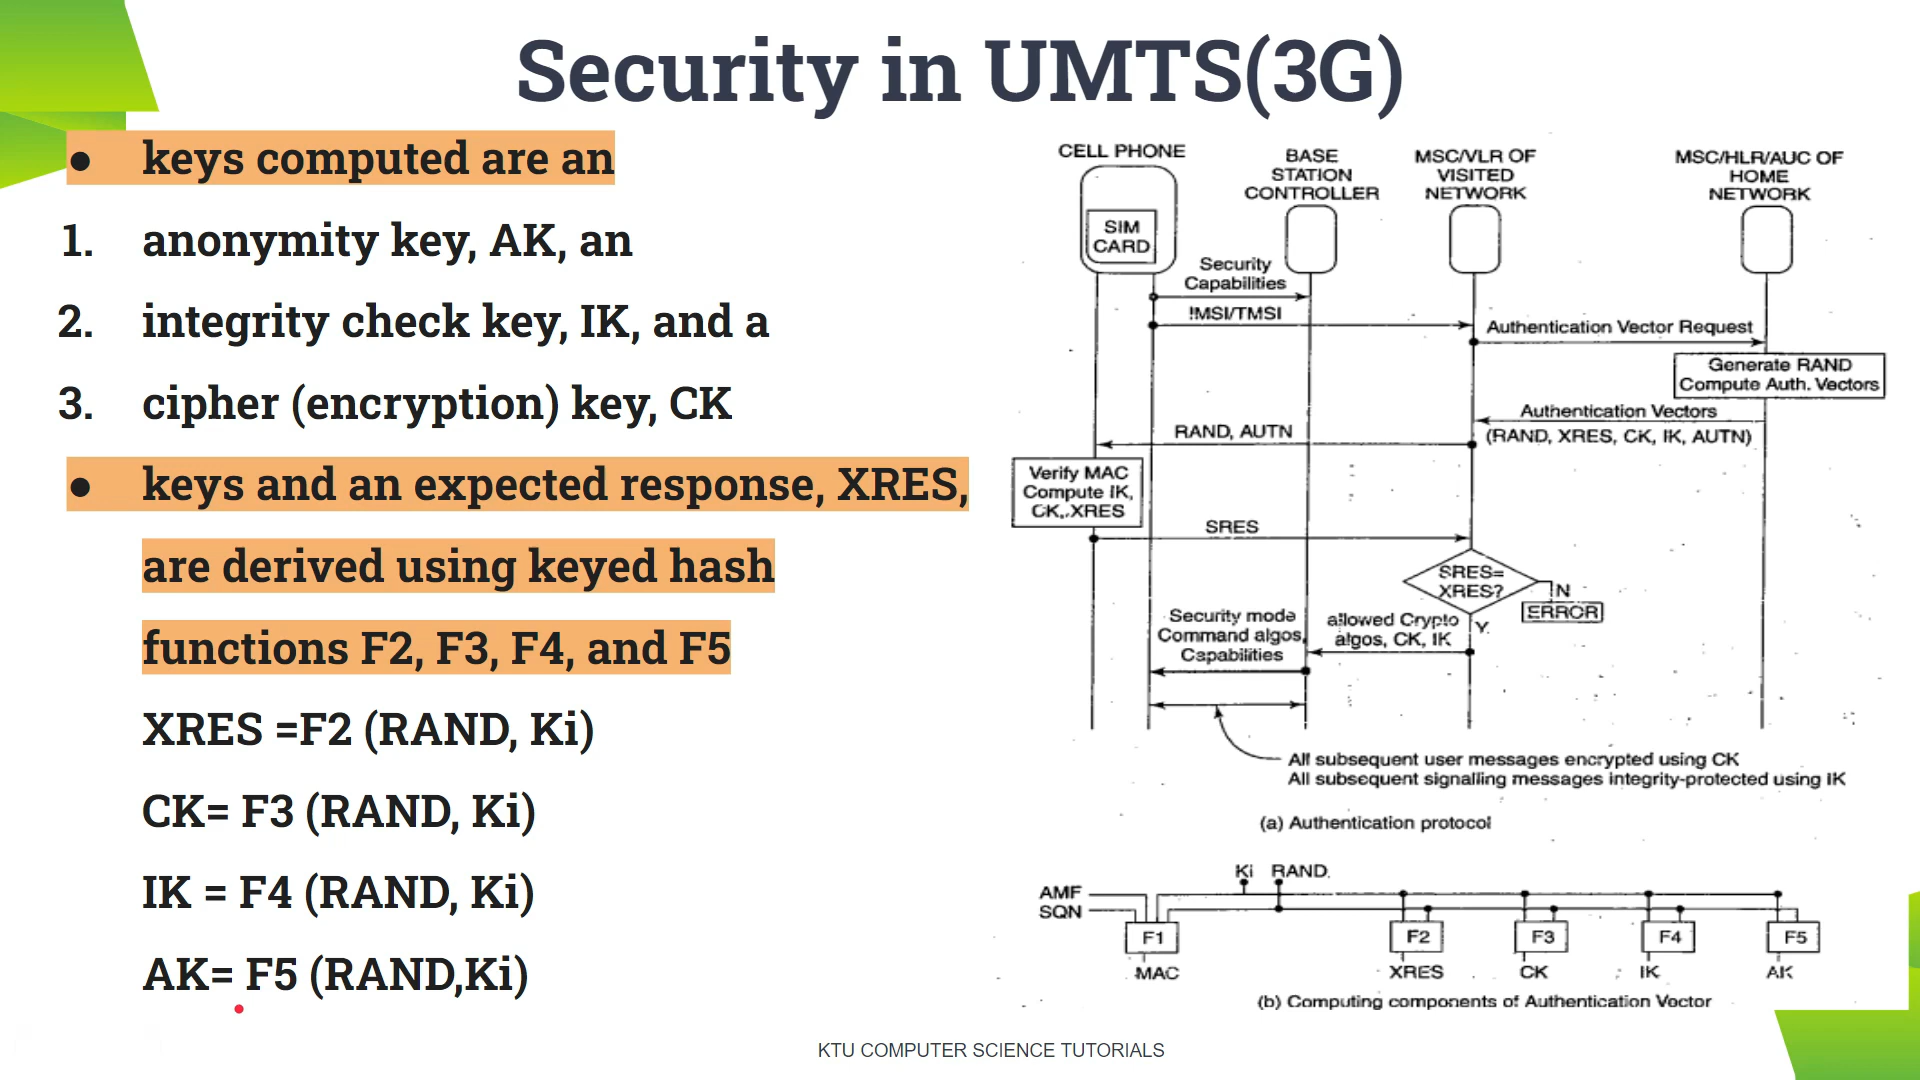 Security in UMTS(3G)
● keys computed are an
1. anonymity key, AK, an
2. integrity check key, IK, and a
3. cipher (encryption) key, CK
● keys and an expected response, XRES,
are derived using keyed hash
functions F2, F3, F4, and F5
XRES =F2 (RAND, Ki)
CK= F3 (RAND, Ki)
IK = F4 (RAND, Ki)
AK= F5 (RAND,Ki)
CELL PHONE
SIM
CARD
BASE
STATION
CONTROLLER
MSC/VLR OF
VISITED
NETWORK
MSC/HLR/AUC OF
HOME
NETWORK
Security
Capabilities
!MSI/TMSI
Authentication Vector Request
Generate RAND
Compute Auth. Vectors
Authentication Vectors
(RAND, XRES, CK, IK, AUTN)
RAND, AUTN
Verify MAC
Compute IK,
CK, XRES
SRES
SRES=
XRES?
N
ERROR
Y
allowed Crypto
algos, CK, IK
Security mode
Command algos,
Capabilities
All subsequent user messages encrypted using CK
All subsequent signalling messages integrity-protected using IK
(a) Authentication protocol
Ki RAND
AMF
SQN
F1 F2 F3 F4 F5
MAC XRES CK IK AK
(b) Computing components of Authentication Vector
KTU COMPUTER SCIENCE TUTORIALS